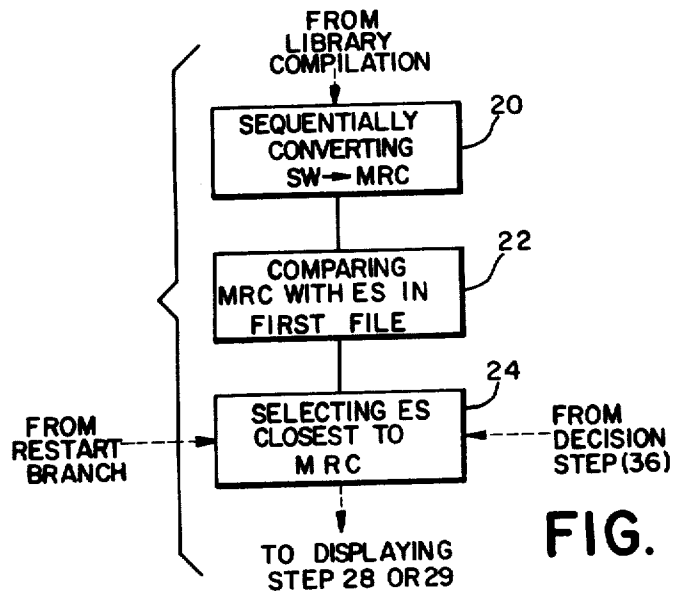 FROM
LIBRARY
COMPILATION
20
SEQUENTIALLY
CONVERTING
SW→MRC
22
COMPARING
MRC WITH ES IN
FIRST FILE
24
SELECTING ES
CLOSEST TO
MRC
FROM
RESTART
BRANCH
FROM
DECISION
STEP (36)
TO DISPLAYING
STEP 28 OR 29
FIG.